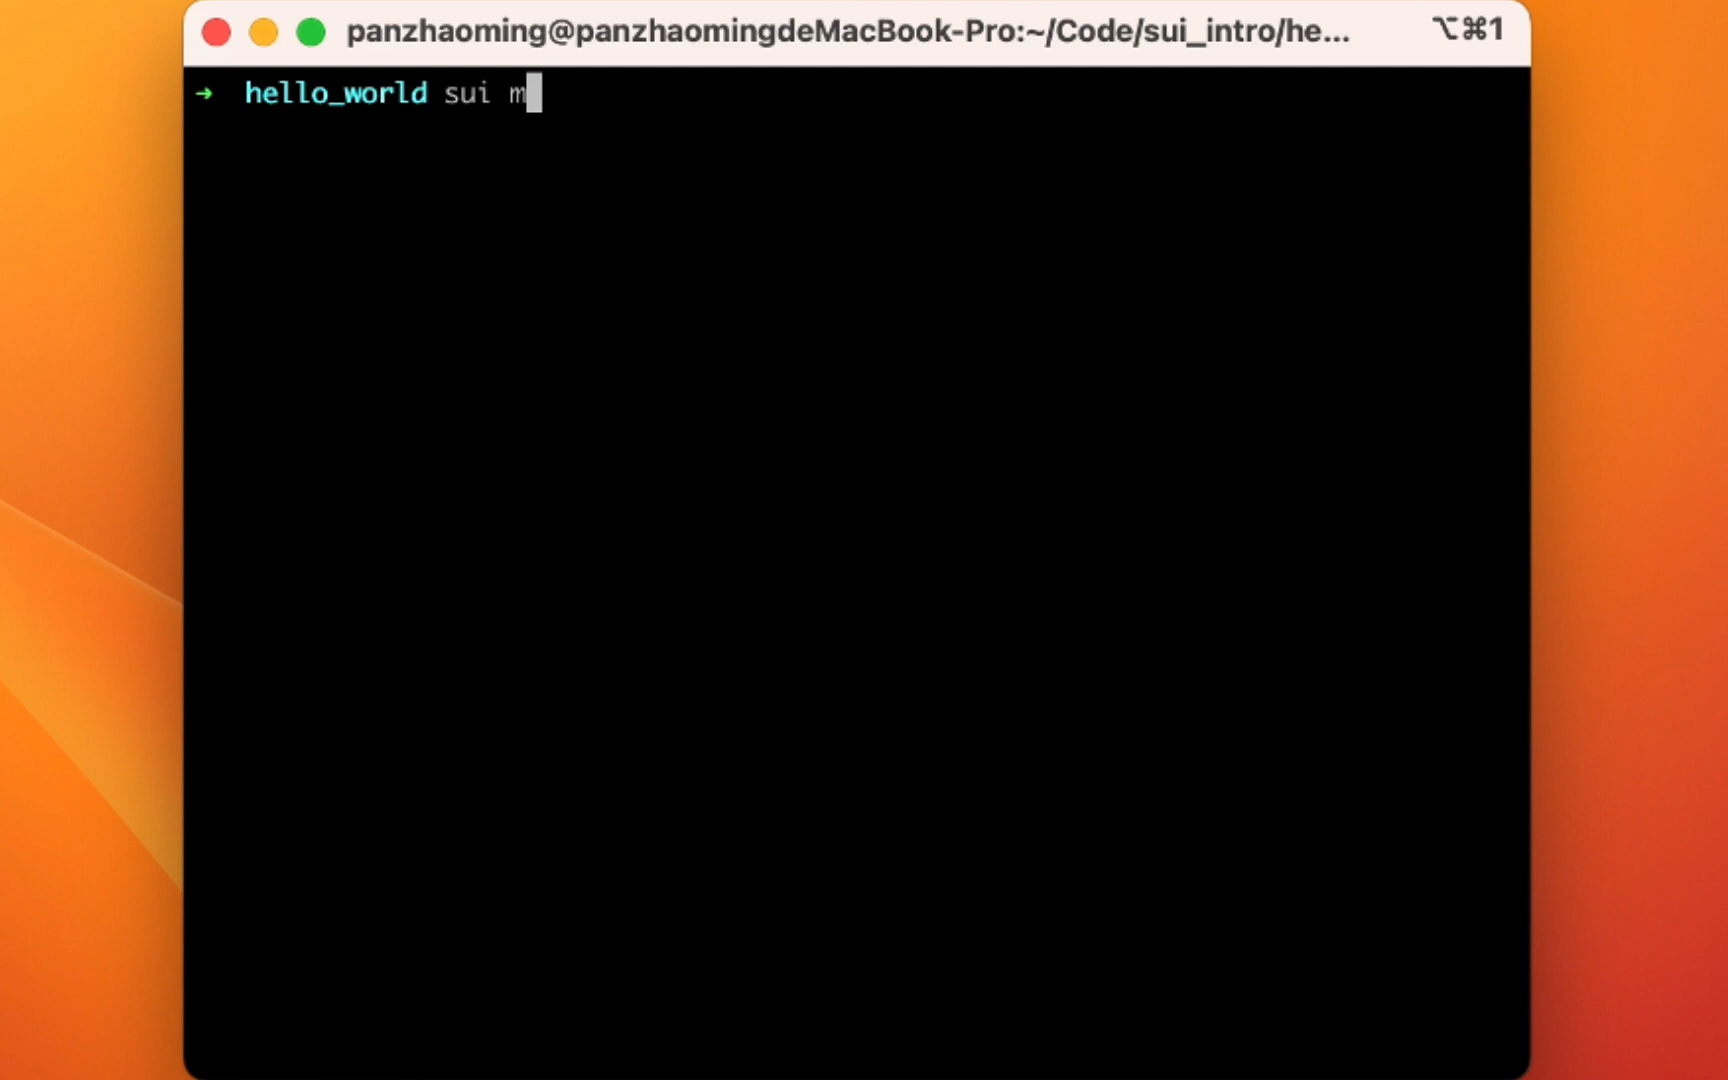 panzhaoming@panzhaomingdeMacBook-Pro:~/Code/sui_intro/he... ⌥⌘1
➜ hello_world sui m